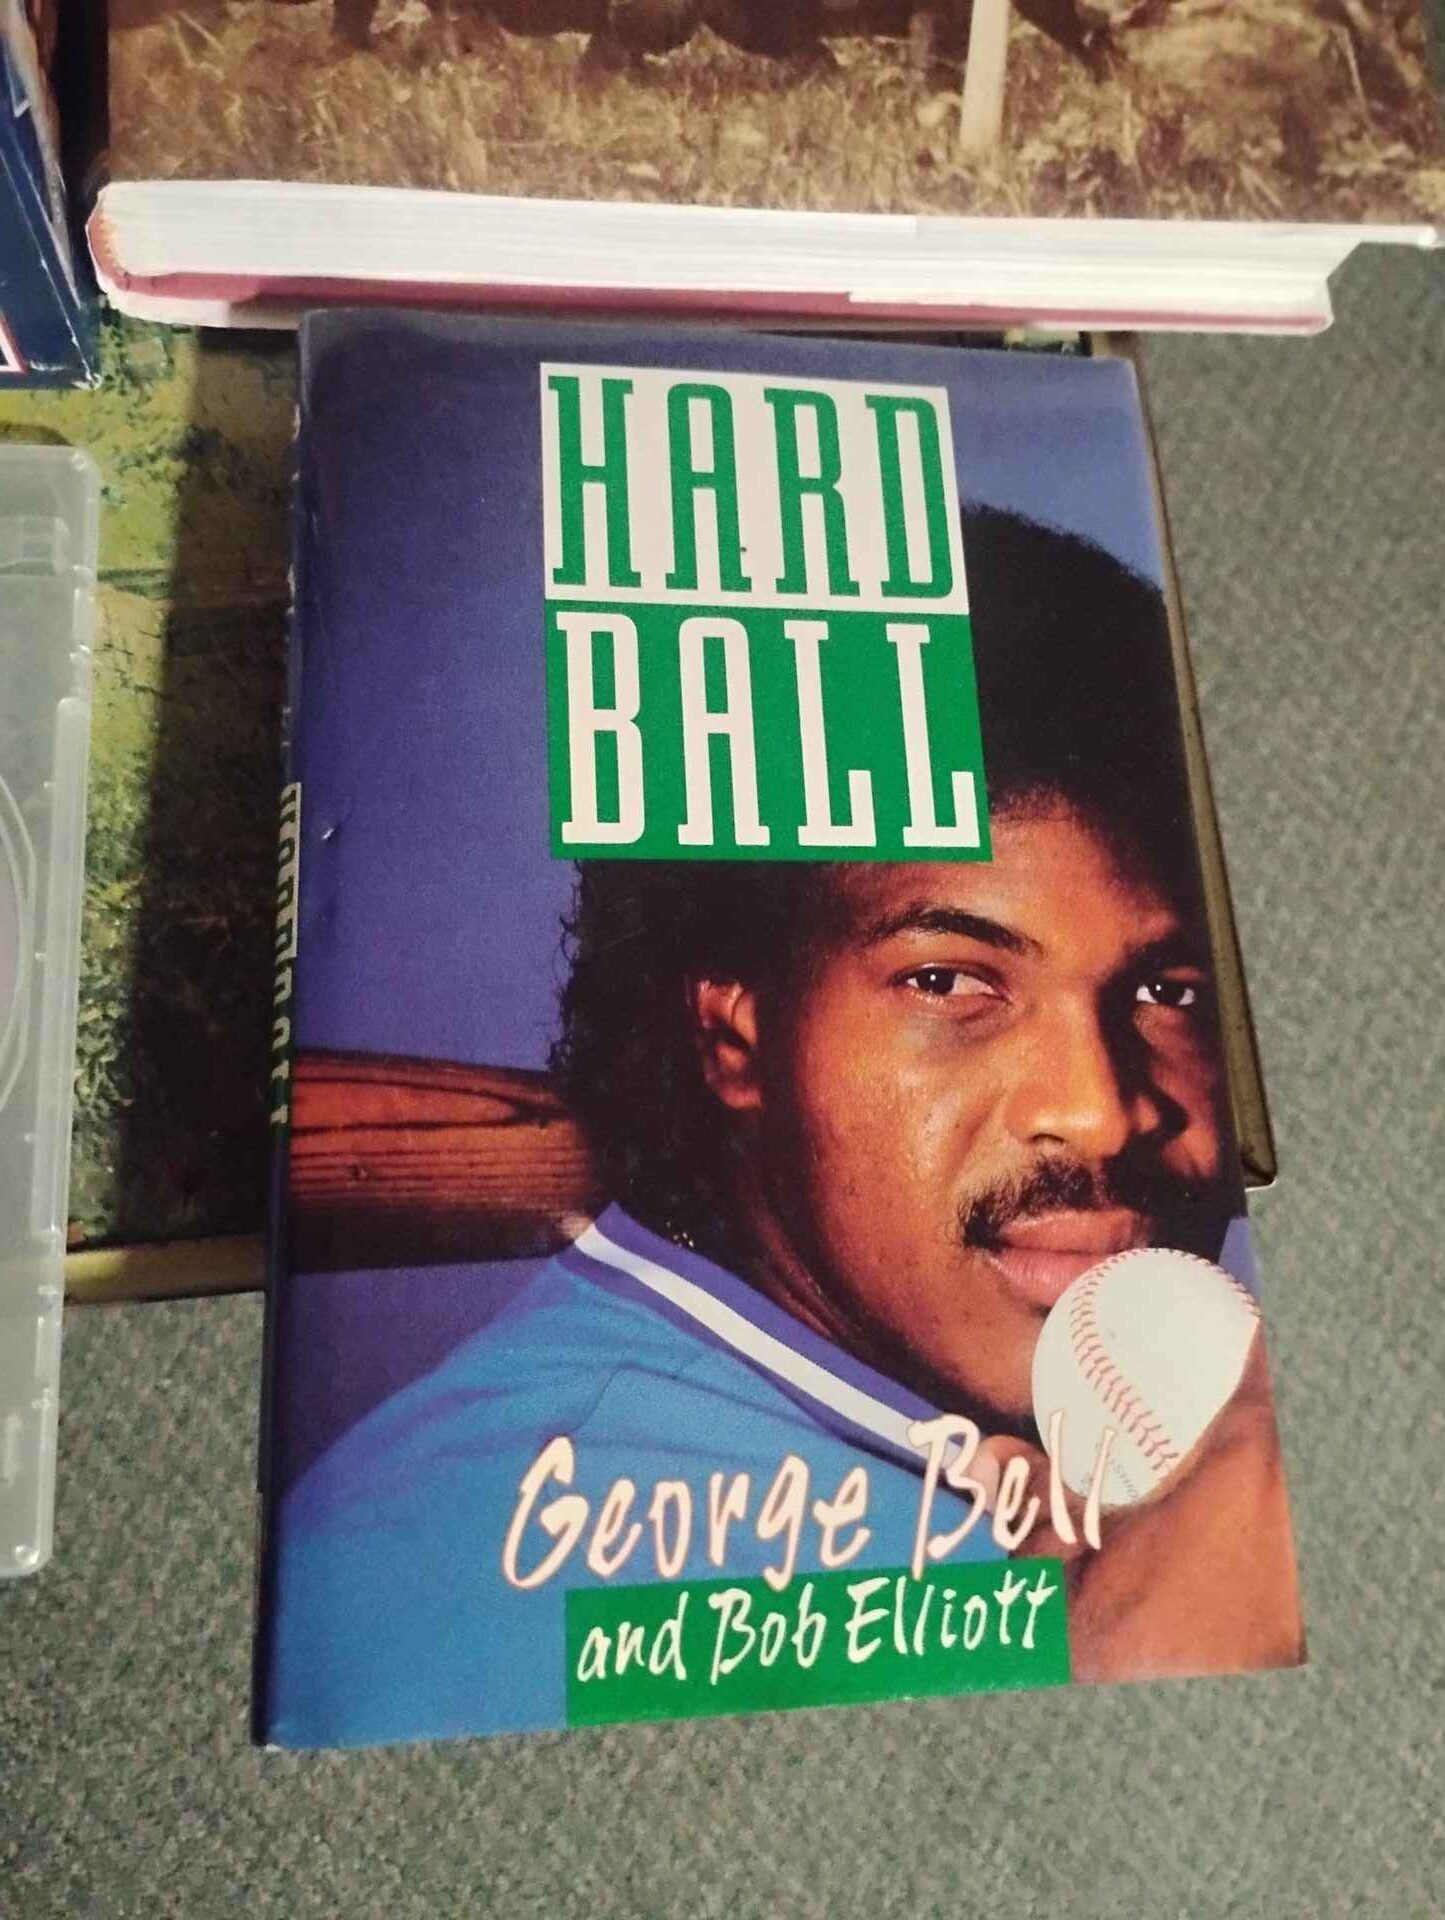 HARD
BALL
George Bell
and Bob Elliott